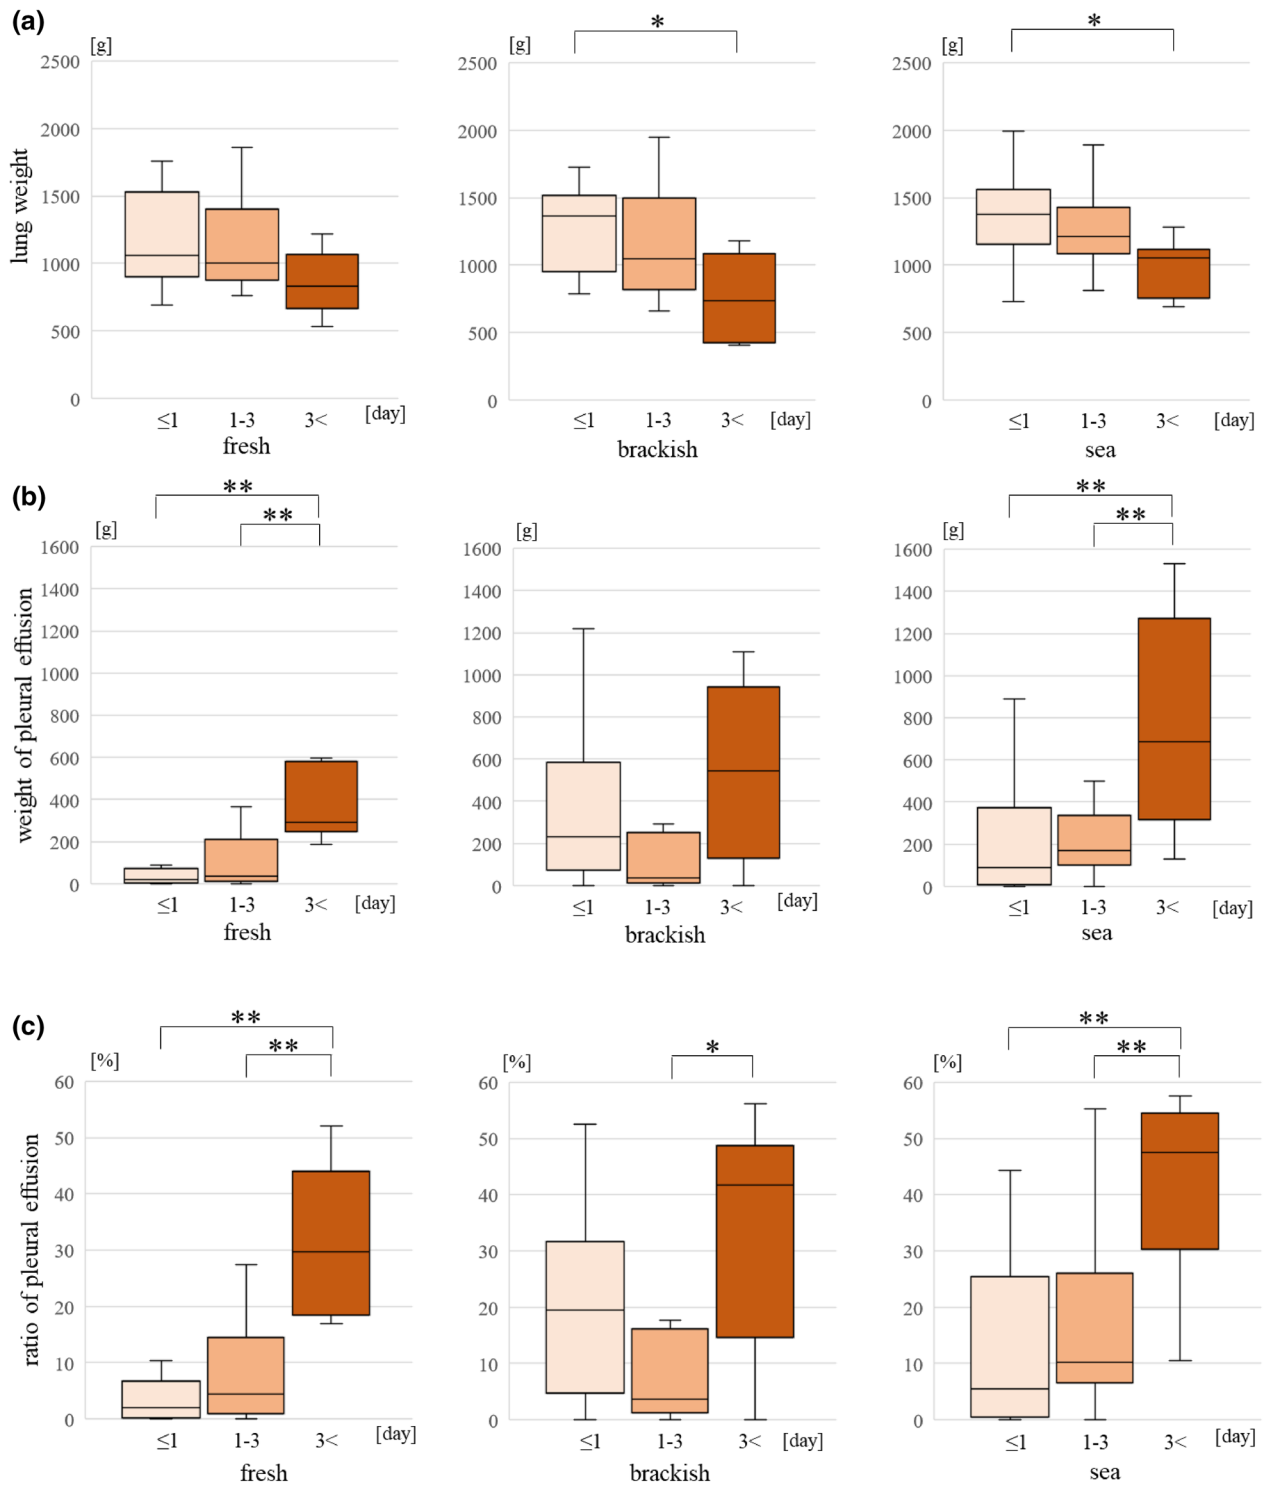 (a)
[g]
[g]
*
[g]
*
lung weight
2500
2000
1500
1000
500
0
≤1 1-3 3< [day]
fresh
2500
2000
1500
1000
500
0
≤1 1-3 3< [day]
brackish
2500
2000
1500
1000
500
0
≤1 1-3 3< [day]
sea
(b)
**
**
[g]
weight of pleural effusion
1600
1400
1200
1000
800
600
400
200
0
≤1 1-3 3< [day]
fresh
[g]
1600
1400
1200
1000
800
600
400
200
0
≤1 1-3 3< [day]
brackish
**
**
[g]
1600
1400
1200
1000
800
600
400
200
0
≤1 1-3 3< [day]
sea
(c)
**
**
[%]
ratio of pleural effusion
60
50
40
30
20
10
0
≤1 1-3 3< [day]
fresh
*
[%]
60
50
40
30
20
10
0
≤1 1-3 3< [day]
brackish
**
**
[%]
60
50
40
30
20
10
0
≤1 1-3 3< [day]
sea